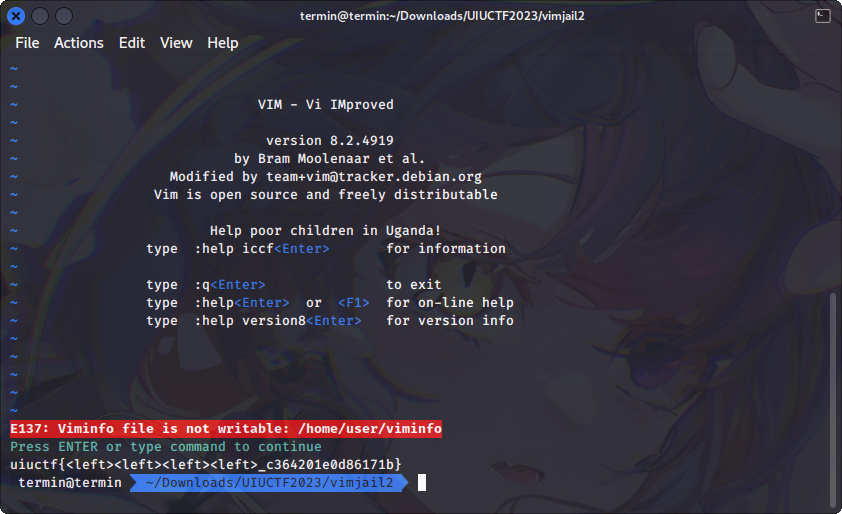 termin@termin:~/Downloads/UIUCTF2023/vimjail2
File Actions Edit View Help
~
~
~ VIM - Vi IMproved
~
~ version 8.2.4919
~ by Bram Moolenaar et al.
~ Modified by team+vim@tracker.debian.org
~ Vim is open source and freely distributable
~
~ Help poor children in Uganda!
~ type :help iccf<Enter> for information
~
~ type :q<Enter> to exit
~ type :help<Enter> or <F1> for on-line help
~ type :help version8<Enter> for version info
~
~
~
~
~
E137: Viminfo file is not writable: /home/user/viminfo
Press ENTER or type command to continue
uiuctf{<left><left><left><left>_c364201e0d86171b}
termin@termin ~/Downloads/UIUCTF2023/vimjail2